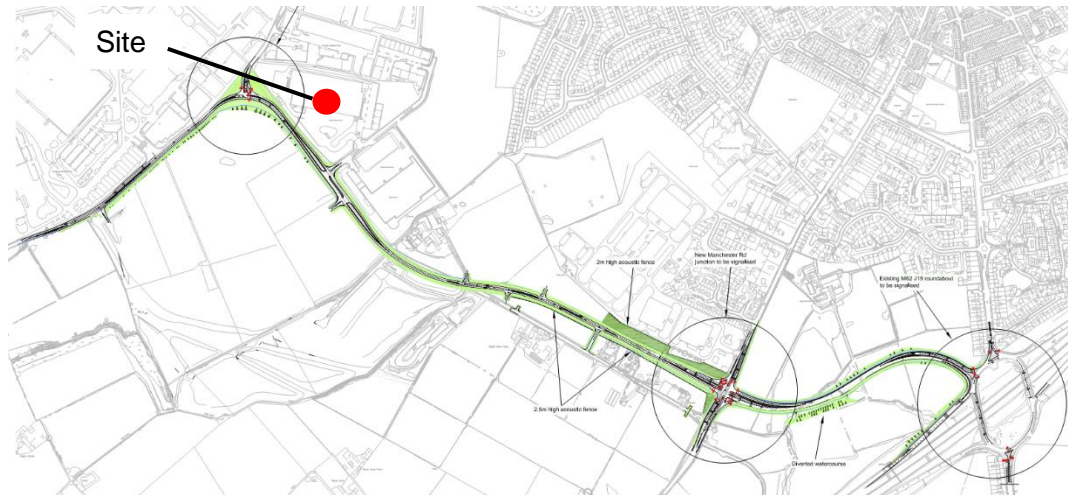 Site
2m high acoustic fence
New Manchester Rd
junction to be signalised
Existing M62 J19 roundabout
to be signalised
2.5m high acoustic fence
Diverted watercourse